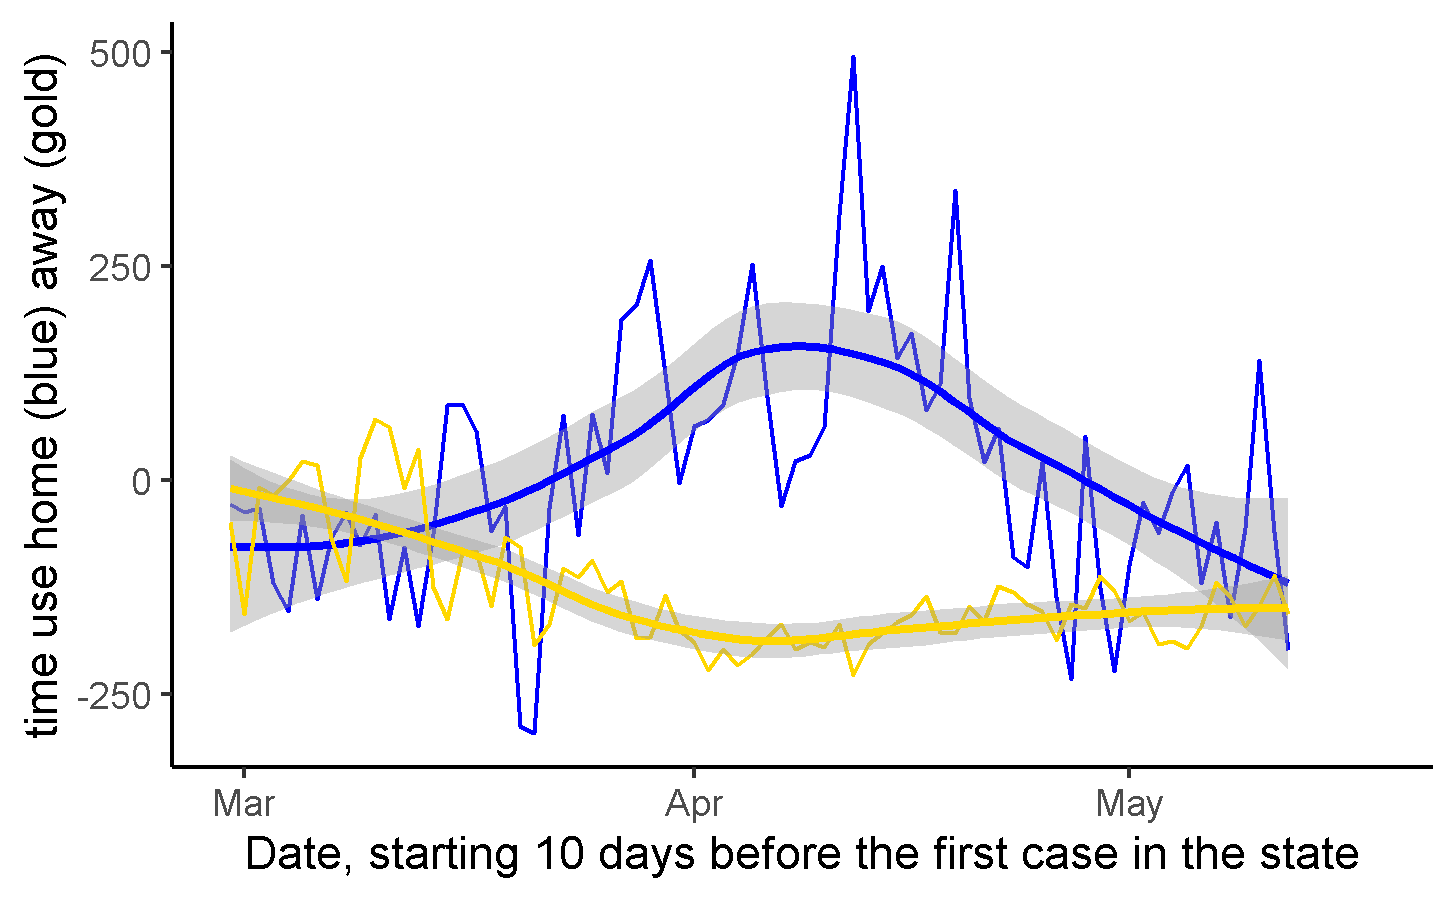 time use home (blue) away (gold)
500
250
0
-250
Mar
Apr
May
Date, starting 10 days before the first case in the state